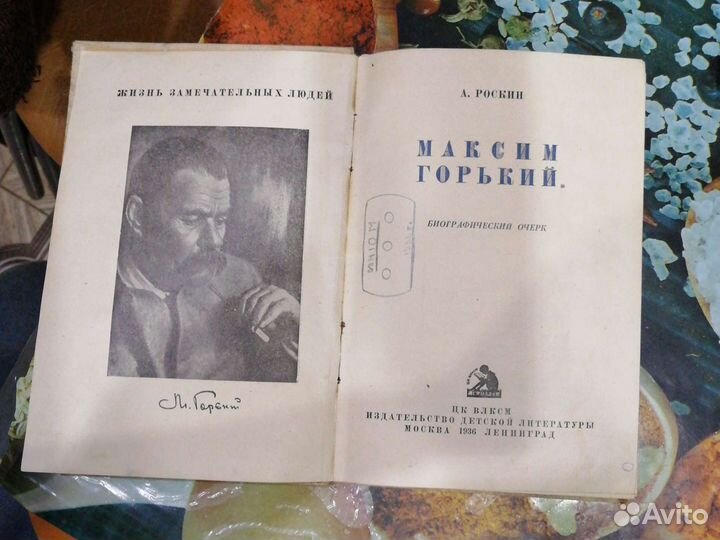 ЖИЗНЬ ЗАМЕЧАТЕЛЬНЫХ ЛЮДЕЙ
М. Горький
А. РОСКИН
МАКСИМ
ГОРЬКИЙ
БИОГРАФИЧЕСКИЙ ОЧЕРК
ЦК ВЛКСМ
ИЗДАТЕЛЬСТВО ДЕТСКОЙ ЛИТЕРАТУРЫ
МОСКВА 1936 ЛЕНИНГРАД
Avito